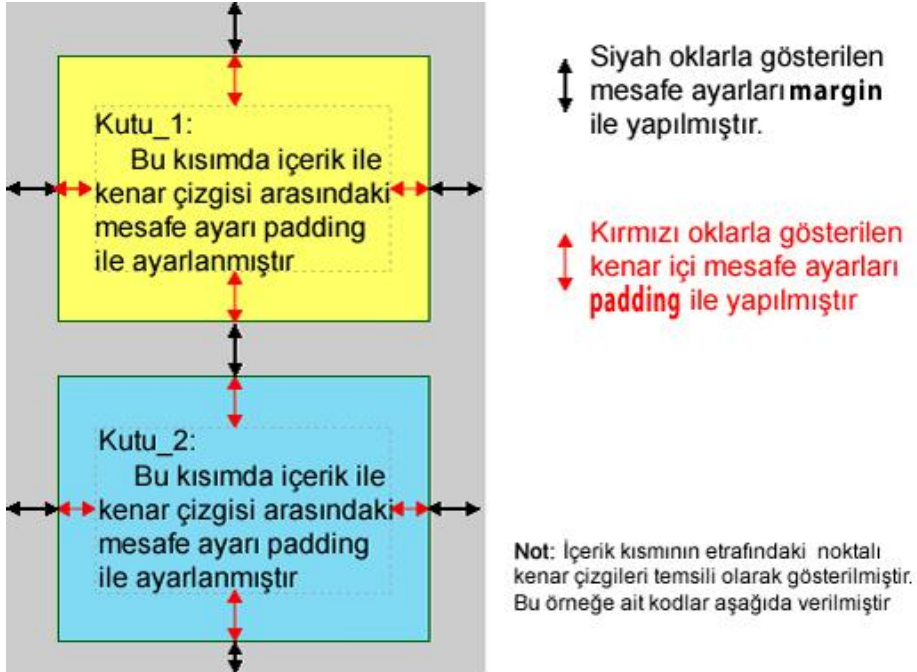 Kutu_1:
Bu kısımda içerik ile
kenar çizgisi arasındaki
mesafe ayarı padding
ile ayarlanmıştır
Siyah oklarla gösterilen
mesafe ayarları margin
ile yapılmıştır.
Kırmızı oklarla gösterilen
kenar içi mesafe ayarları
padding ile yapılmıştır
Kutu_2:
Bu kısımda içerik ile
kenar çizgisi arasındaki
mesafe ayarı padding
ile ayarlanmıştır
Not: İçerik kısmının etrafindaki noktalı
kenar çizgileri temsili olarak gösterilmiştir.
Bu örneğe ait kodlar aşağıda verilmiştir